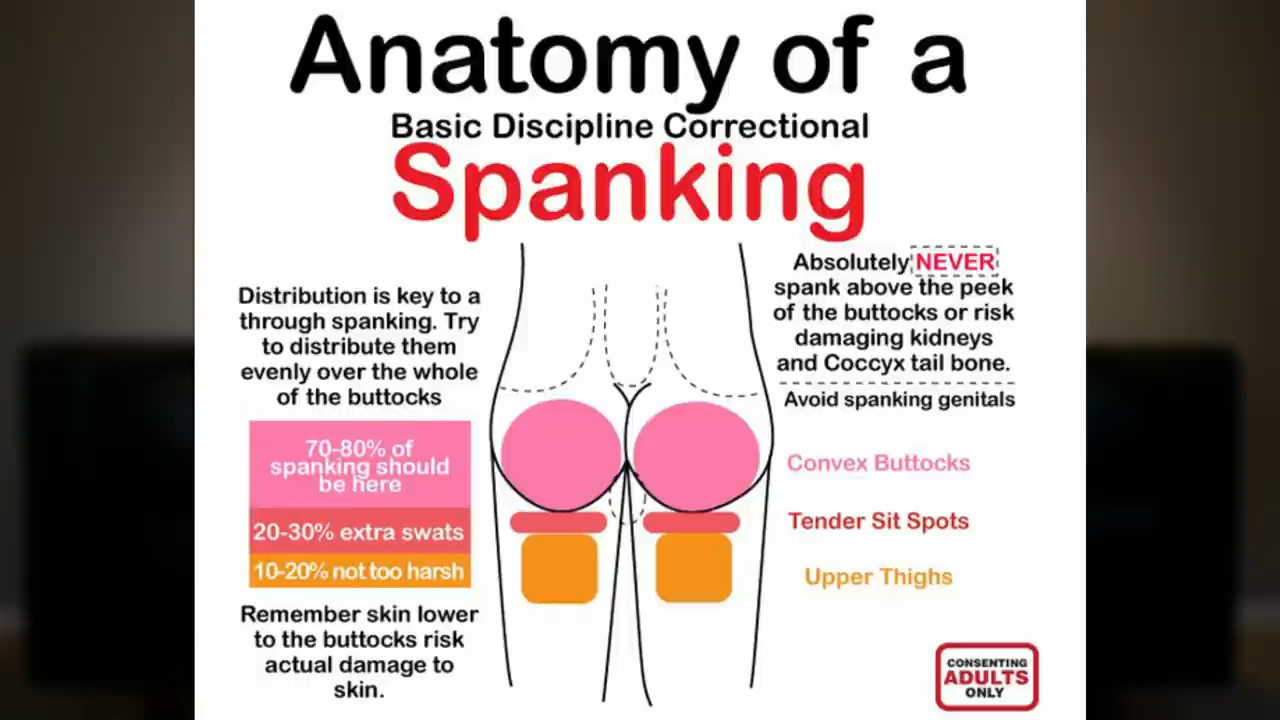 Anatomy of a
Basic Discipline Correctional
Spanking
Distribution is key to a
through spanking. Try
to distribute them
evenly over the whole
of the buttocks
70-80% of
spanking should
be here
20-30% extra swats
10-20% not too harsh
Remember skin lower
to the buttocks risk
actual damage to
skin.
Absolutely NEVER
spank above the peek
of the buttocks or risk
damaging kidneys
and Coccyx tail bone.
Avoid spanking genitals
Convex Buttocks
Tender Sit Spots
Upper Thighs
CONSENTING
ADULTS
ONLY